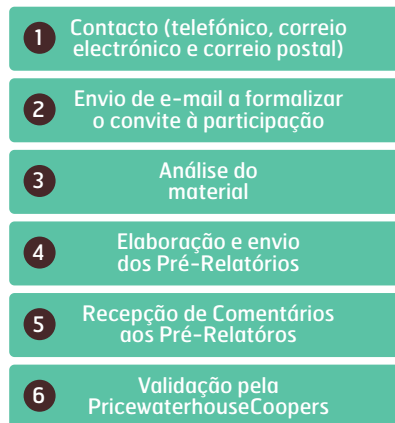 1 Contacto (telefónico, correio
electrónico e correio postal)
2 Envio de e-mail a formalizar
o convite à participação
3 Análise do
material
4 Elaboração e envio
dos Pré-Relatórios
5 Recepção de Comentários
aos Pré-Relatóros
6 Validação pela
PricewaterhouseCoopers